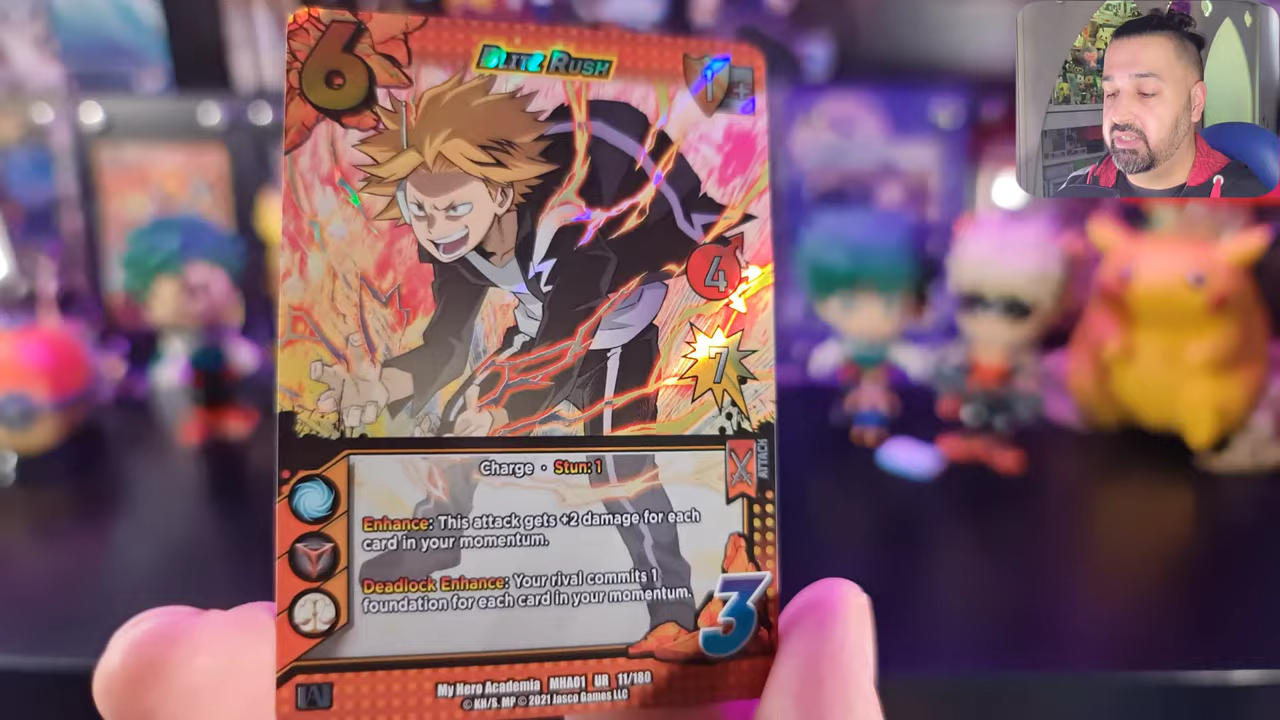 6
BLITZ RUSH
1 +
4
7
ATTACK
Charge • Stun: 1
Enhance: This attack gets +2 damage for each
card in your momentum.
Deadlock Enhance: Your rival commits 1
foundation for each card in your momentum.
3
A
My Hero Academia MHA01 UR 11/180
© KH/S. MP © 2021 Jasco Games LLC